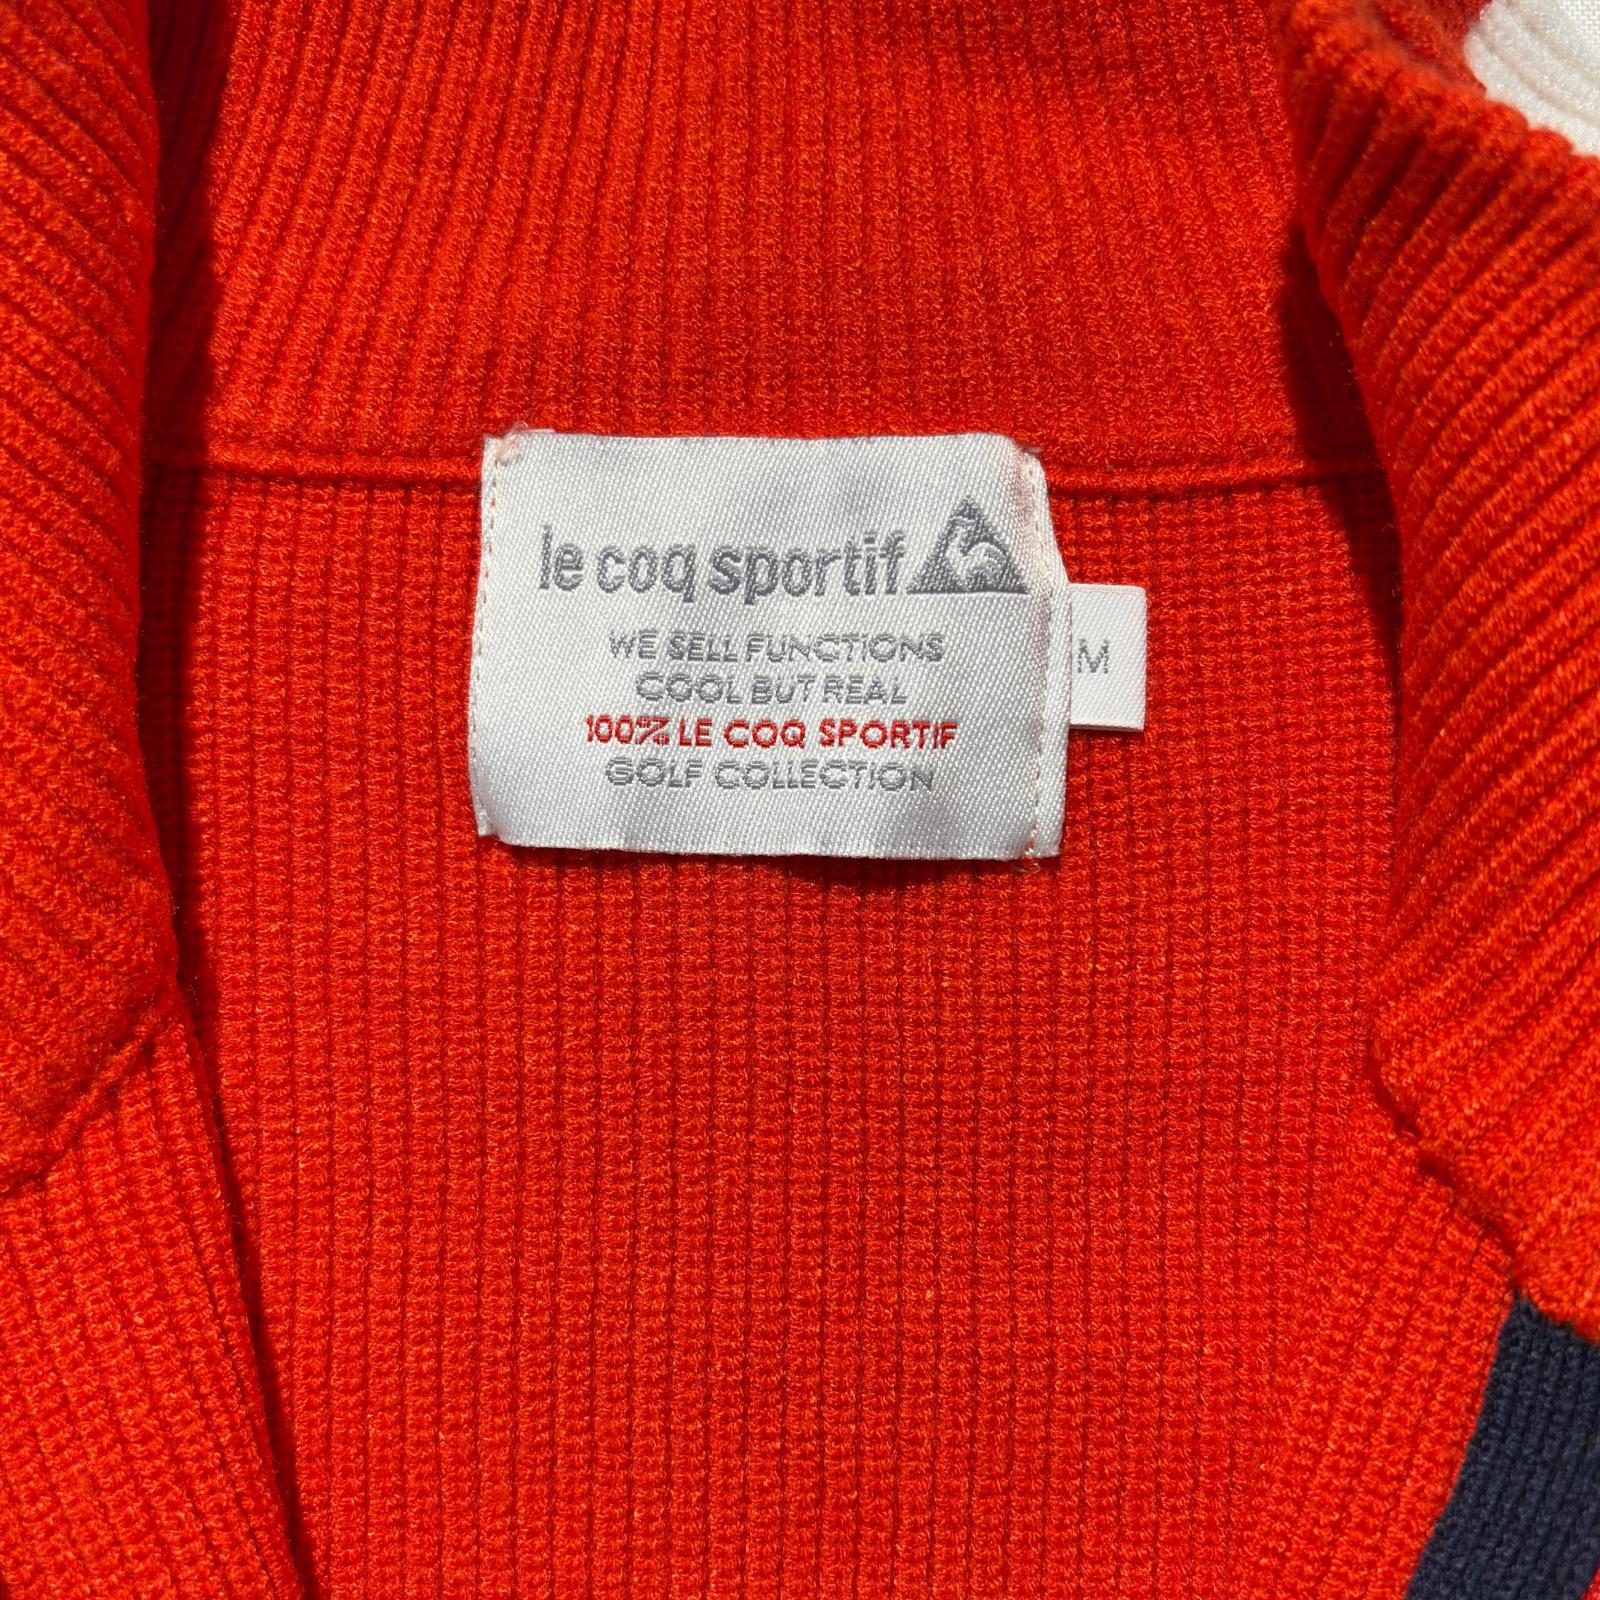 le coq sportif
WE SELL FUNCTIONS
COOL BUT REAL
100% LE COQ SPORTIF
GOLF COLLECTION
M